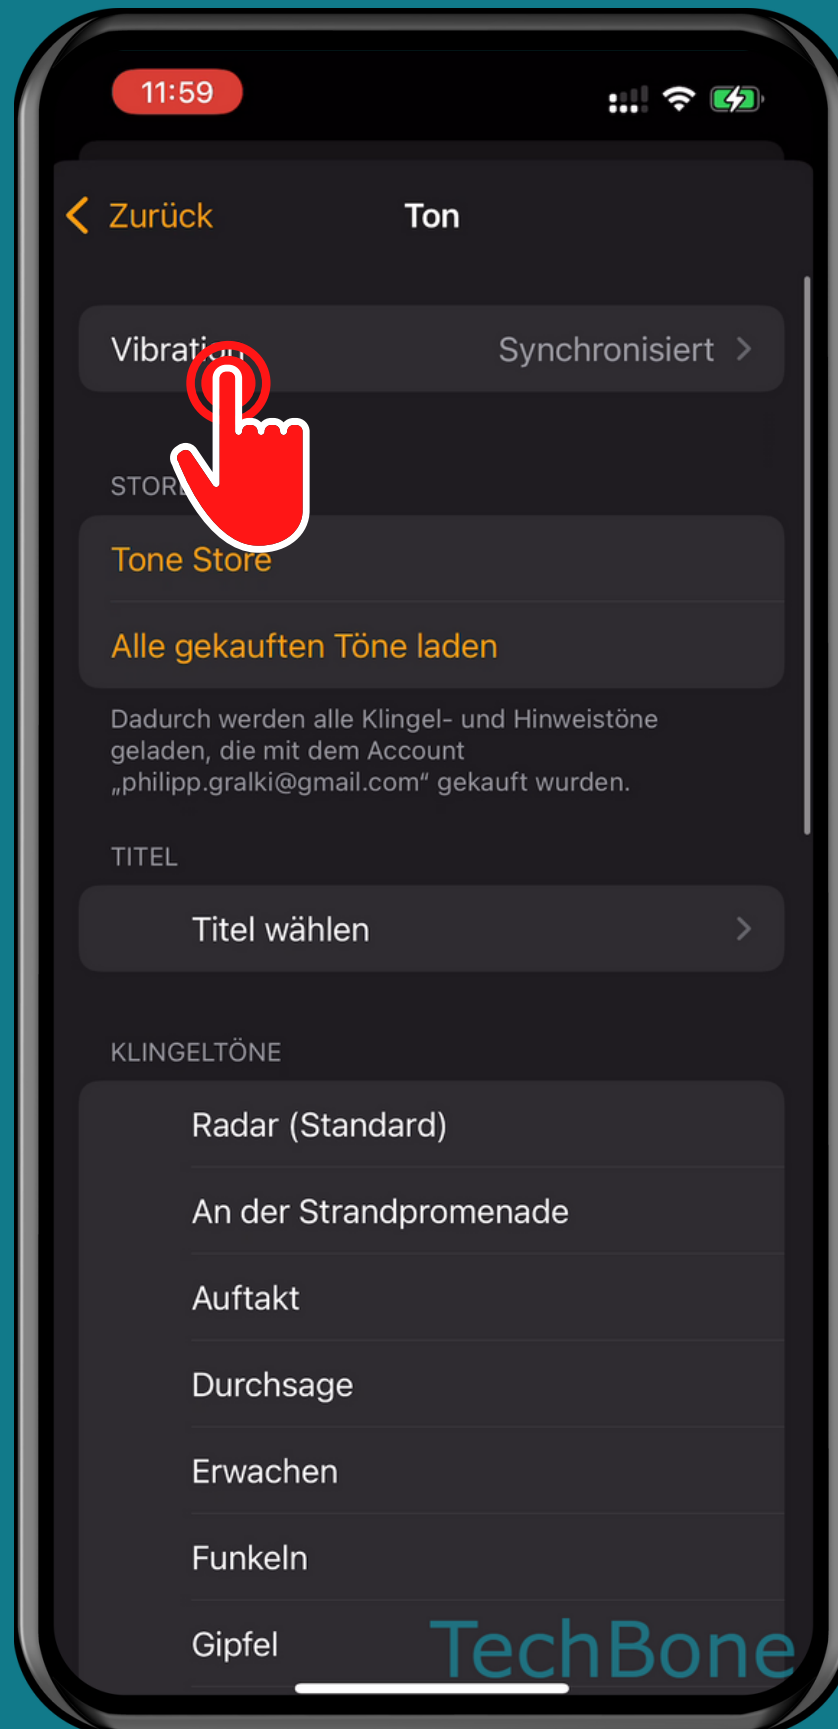 11:59
Zurück
Ton
Vibration
Synchronisiert
STORE
Tone Store
Alle gekauften Töne laden
Dadurch werden alle Klingel- und Hinweistöne
geladen, die mit dem Account
„philipp.gralki@gmail.com“ gekauft wurden.
TITEL
Titel wählen
KLINGELTÖNE
Radar (Standard)
An der Strandpromenade
Auftakt
Durchsage
Erwachen
Funkeln
Gipfel
TechBone